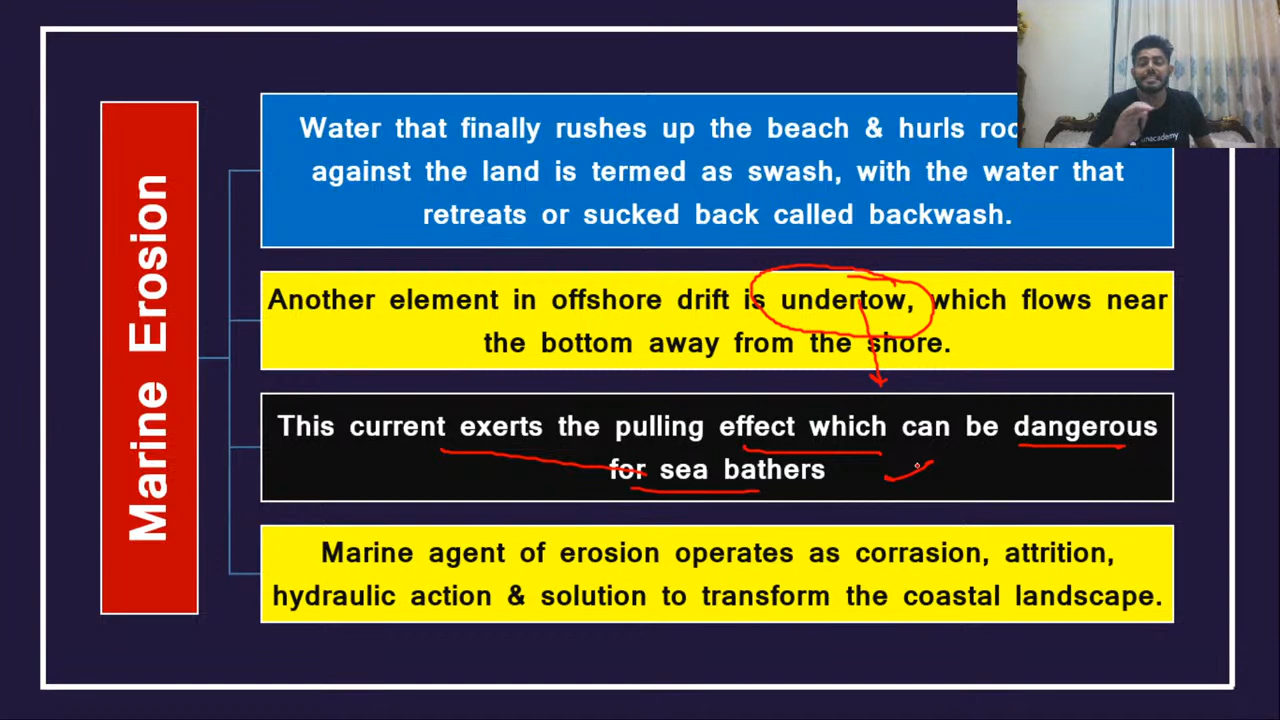 Marine Erosion
Water that finally rushes up the beach & hurls
against the land is termed as swash, with the water that
retreats or sucked back called backwash.
Another element in offshore drift is undertow, which flows near
the bottom away from the shore.
This current exerts the pulling effect which can be dangerous
for sea bathers
Marine agent of erosion operates as corrasion, attrition,
hydraulic action & solution to transform the coastal landscape.